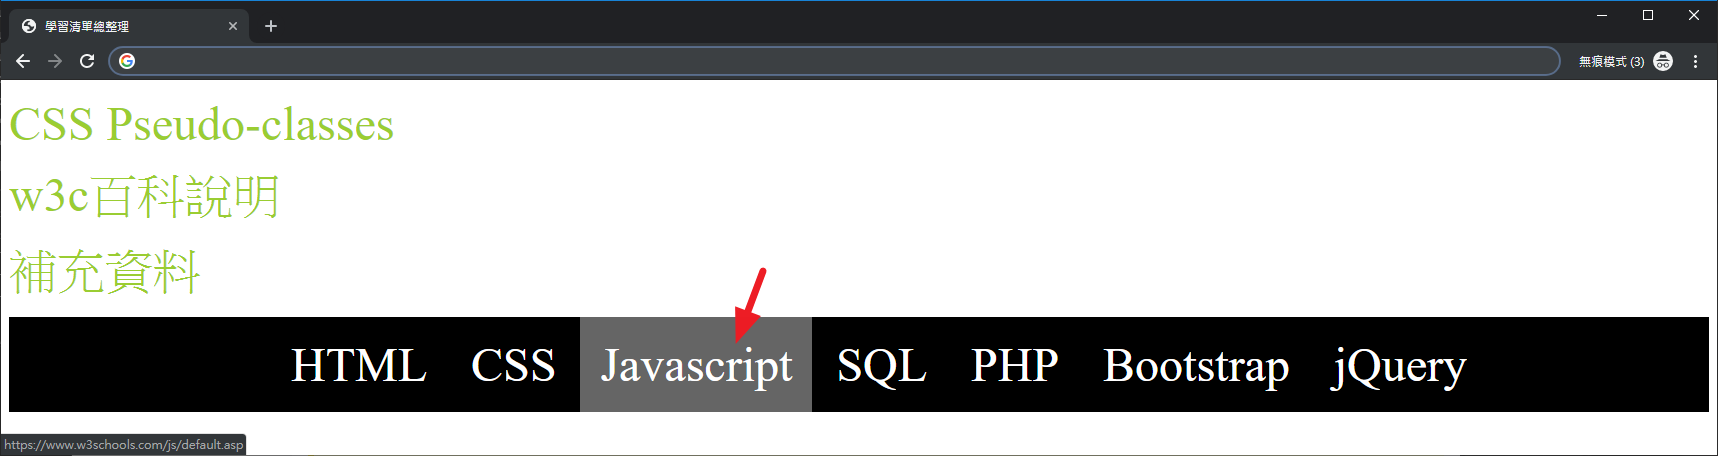 學習清單總整理
無痕模式 (3)
CSS Pseudo-classes
w3c百科說明
補充資料
HTML CSS Javascript SQL PHP Bootstrap jQuery
https://www.w3schools.com/js/default.asp